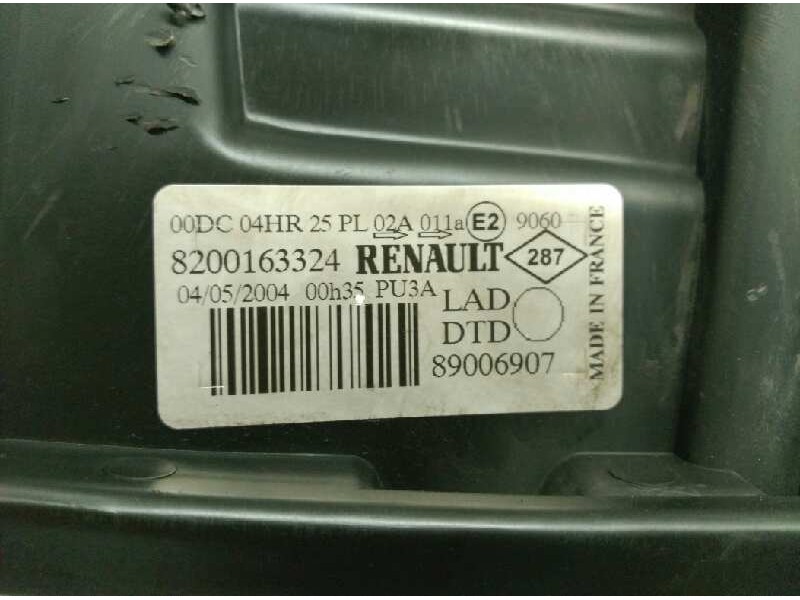 00DC 04HR 25 PL 02A 011a E2 9060
8200163324 RENAULT 287
04/05/2004 00h35 PU3A LAD
DTD
89006907
MADE IN FRANCE